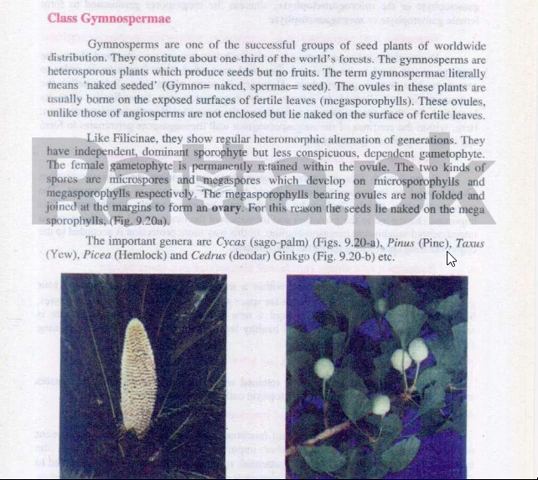 Class Gymnospermae
Gymnosperms are one of the successful groups of seed plants of worldwide
distribution. They constitute about one-third of the world's forests. The gymnosperms are
heterosporous plants which produce seeds but no fruits. The term gymnospermae literally
means 'naked seeded' (Gymno= naked, spermae= seed). The ovules in these plants are
usually borne on the exposed surfaces of fertile leaves (megasporophylls). These ovules,
unlike those of angiosperms are not enclosed but lie naked on the surface of fertile leaves.
Like Filicinae, they show regular heteromorphic alternation of generations. They
have independent, dominant sporophyte but less conspicuous, dependent gametophyte.
The female gametophyte is permanently retained within the ovule. The two kinds of
spores are microspores and megaspores which develop on microsporophylls and
megasporophylls respectively. The megasporophylls bearing ovules are not folded and
joined at the margins to form an ovary. For this reason the seeds lie naked on the mega
sporophylls, (Fig. 9.20a).
The important genera are Cycas (sago-palm) (Figs. 9.20-a), Pinus (Pine), Taxus
(Yew), Picea (Hemlock) and Cedrus (deodar) Ginkgo (Fig. 9.20-b) etc.